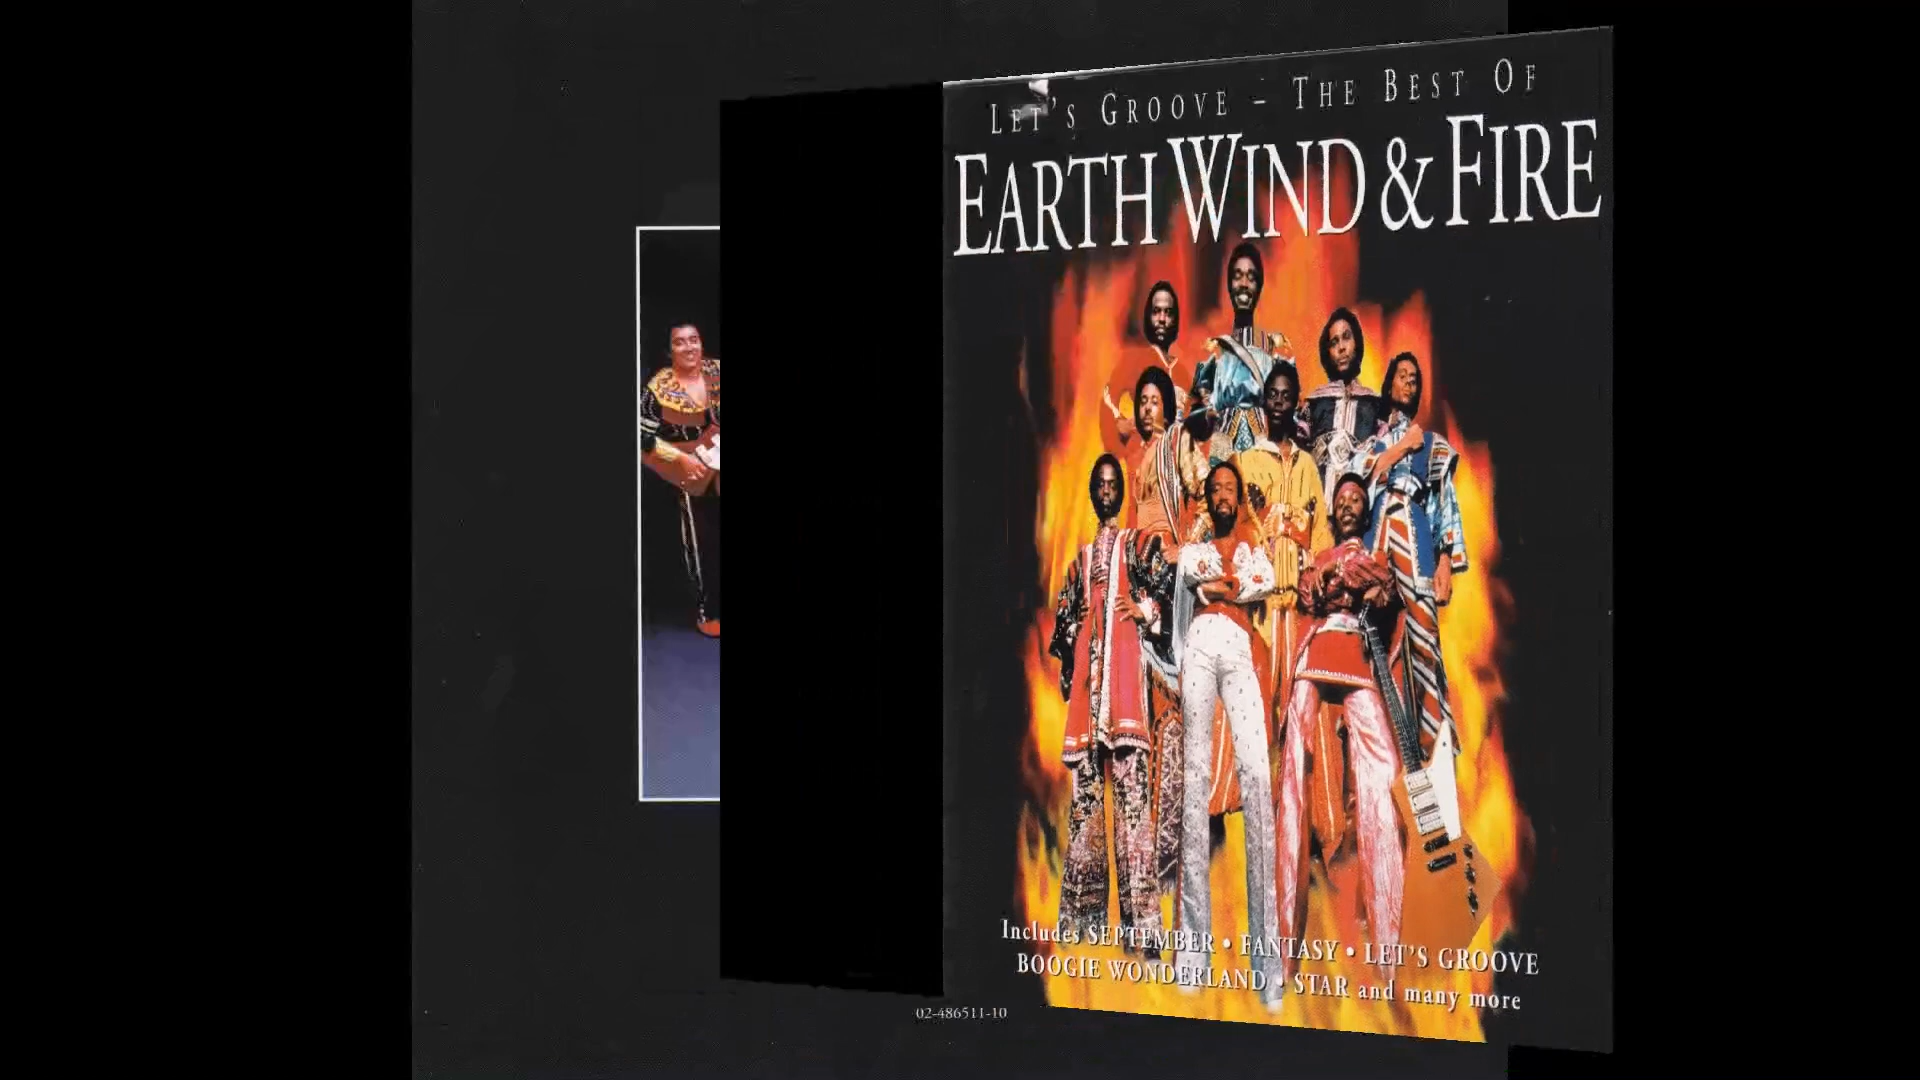 LET'S GROOVE – THE BEST OF
EARTH WIND & FIRE
Includes SEPTEMBER • FANTASY • LET'S GROOVE
BOOGIE WONDERLAND • STAR and many more
02-486511-10